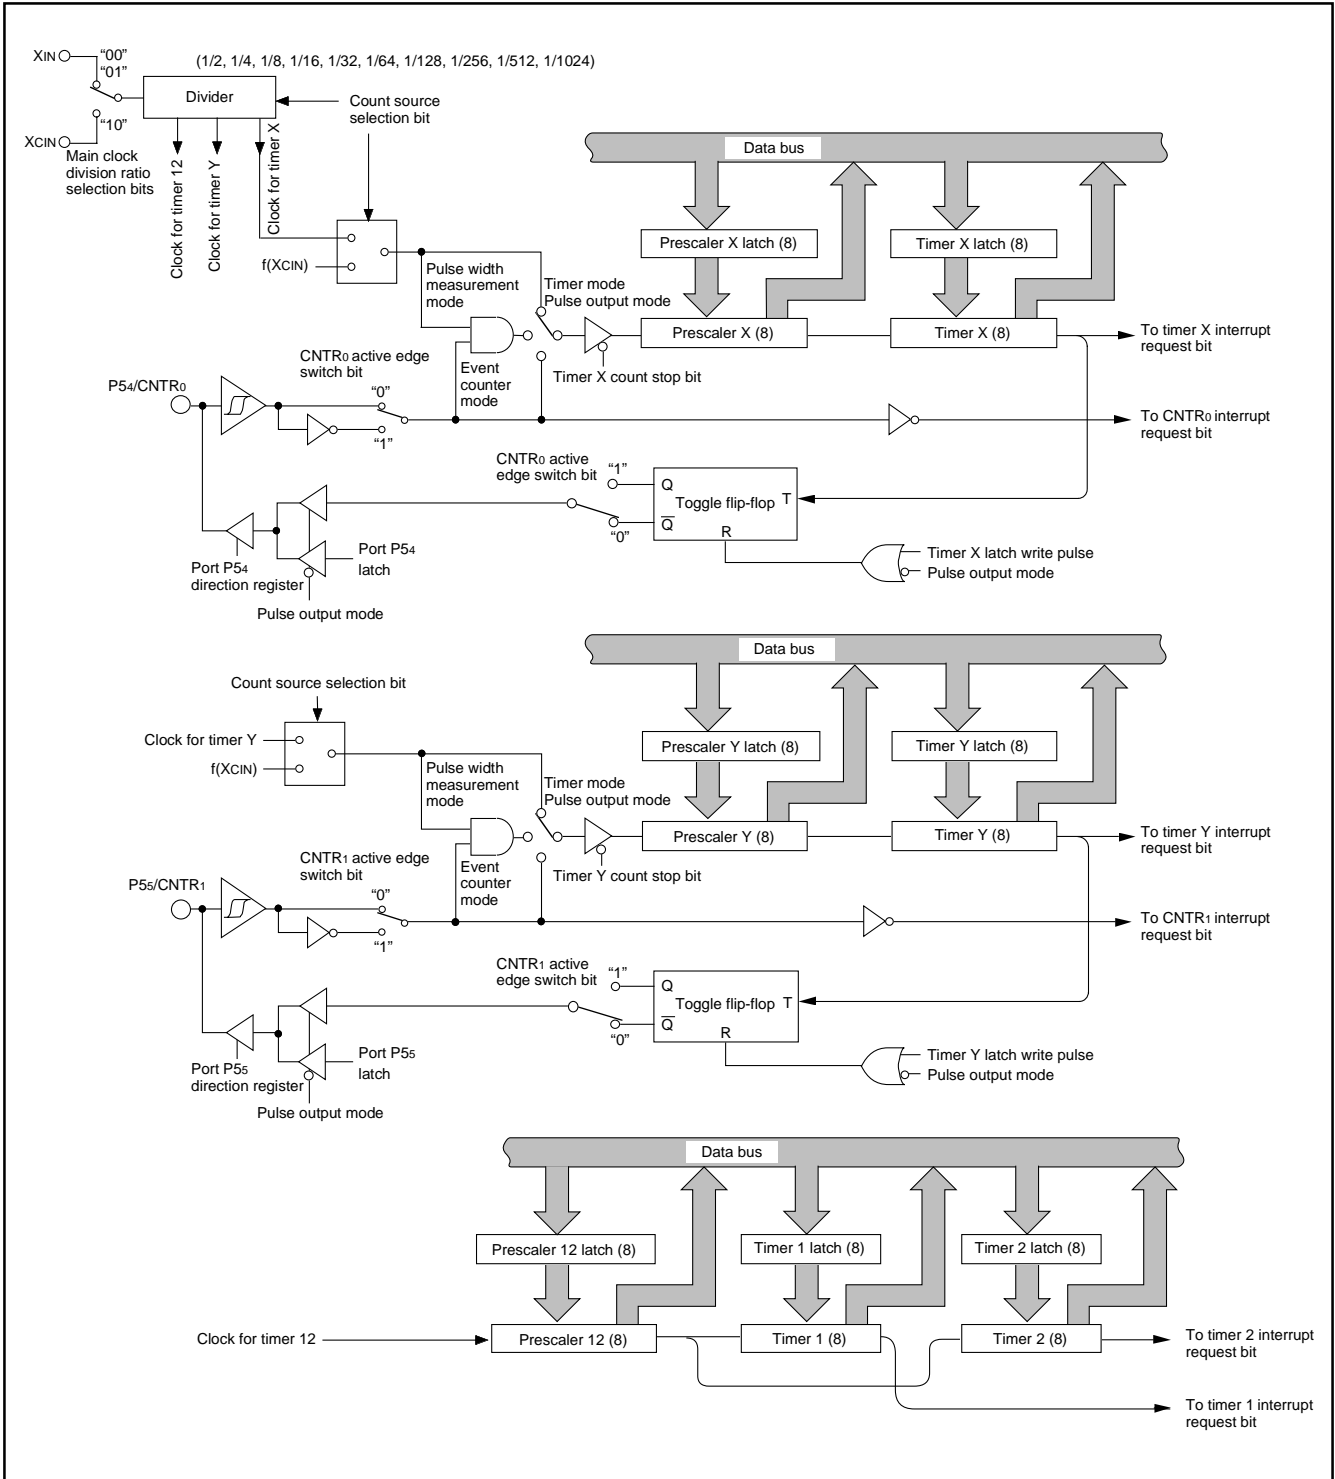 XIN
“00”
“01”
(1/2, 1/4, 1/8, 1/16, 1/32, 1/64, 1/128, 1/256, 1/512, 1/1024)
Divider
Count source
selection bit
“10”
XCIN
Main clock
division ratio
selection bits
Clock for timer 12
Clock for timer Y
Clock for timer X
Data bus
Prescaler X latch (8)
Timer X latch (8)
f(XCIN)
Pulse width
measurement
mode
Timer mode
Pulse output mode
Prescaler X (8)
Timer X (8)
To timer X interrupt
request bit
CNTR0 active edge
switch bit
Event
counter
mode
Timer X count stop bit
P54/CNTR0
“0”
“1”
To CNTR0 interrupt
request bit
CNTR0 active
edge switch bit
“1”
“0”
Q
Toggle flip-flop
T
Q
R
Port P54
latch
Port P54
direction register
Pulse output mode
Timer X latch write pulse
Pulse output mode
Data bus
Count source selection bit
Clock for timer Y
f(XCIN)
Prescaler Y latch (8)
Timer Y latch (8)
Pulse width
measurement
mode
Timer mode
Pulse output mode
Prescaler Y (8)
Timer Y (8)
To timer Y interrupt
request bit
CNTR1 active edge
switch bit
Event
counter
mode
Timer Y count stop bit
P55/CNTR1
“0”
“1”
To CNTR1 interrupt
request bit
CNTR1 active
edge switch bit
“1”
“0”
Q
Toggle flip-flop
T
Q
R
Port P55
latch
Port P55
direction register
Pulse output mode
Timer Y latch write pulse
Pulse output mode
Data bus
Prescaler 12 latch (8)
Timer 1 latch (8)
Timer 2 latch (8)
Clock for timer 12
Prescaler 12 (8)
Timer 1 (8)
Timer 2 (8)
To timer 2 interrupt
request bit
To timer 1 interrupt
request bit